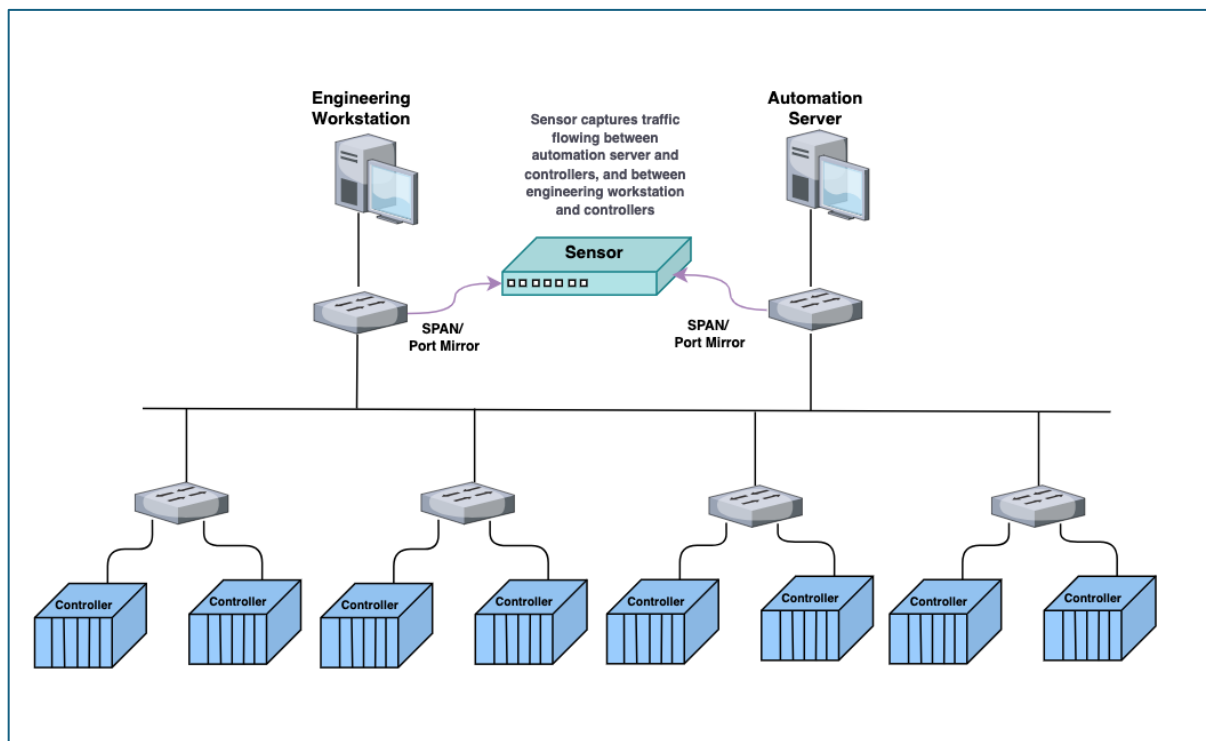 Engineering
Workstation
Automation
Server
Sensor captures traffic
flowing between
automation server and
controllers, and between
engineering workstation
and controllers
Sensor
SPAN/
Port Mirror
SPAN/
Port Mirror
Controller
Controller
Controller
Controller
Controller
Controller
Controller
Controller